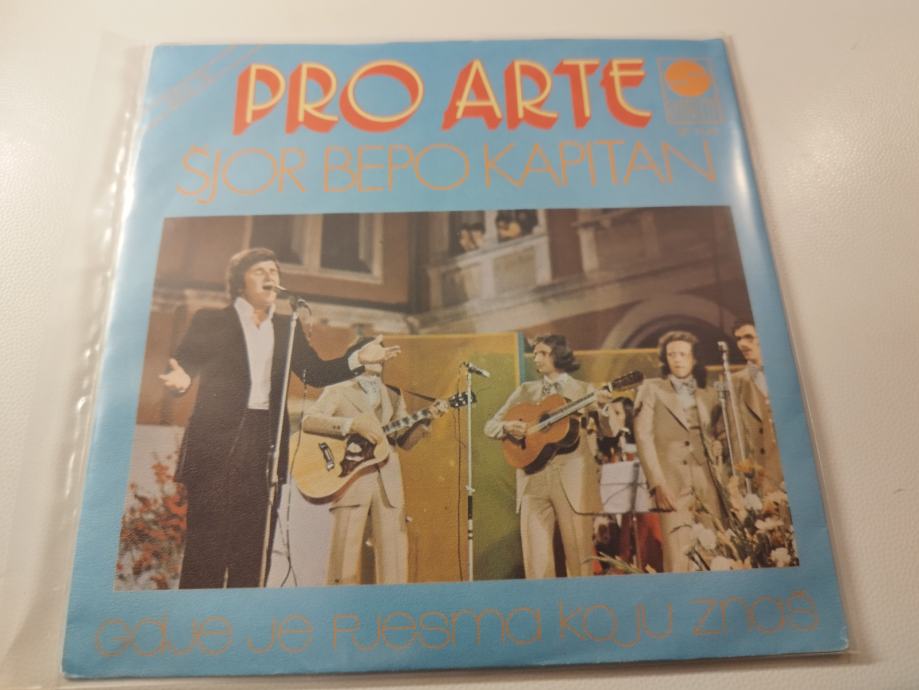 PRO ARTE
ŠJOR BEPO KAPITAN
Gdje je pjesma koju znaš